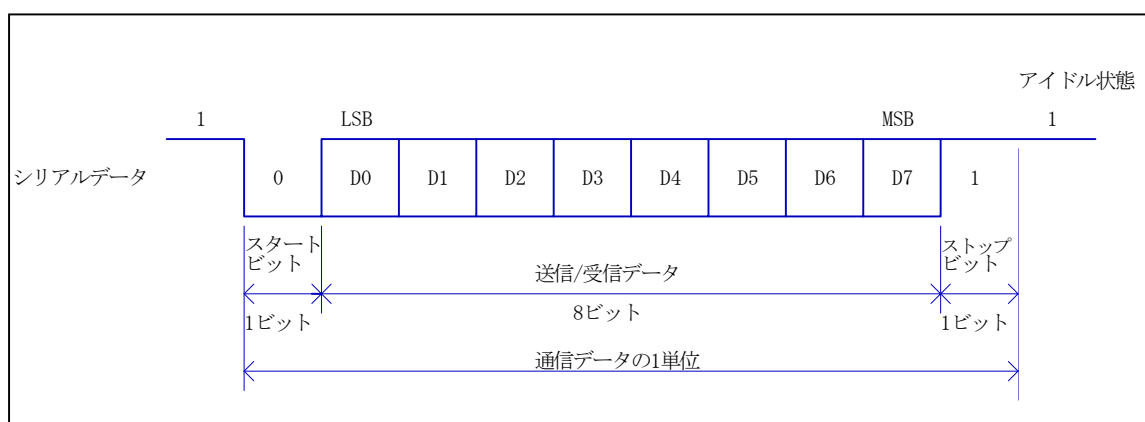 アイドル状態
1 LSB MSB 1
シリアルデータ 0 D0 D1 D2 D3 D4 D5 D6 D7 1
スタート
ビット
ストップ
ビット
送信/受信データ
1ビット 8ビット 1ビット
通信データの1単位